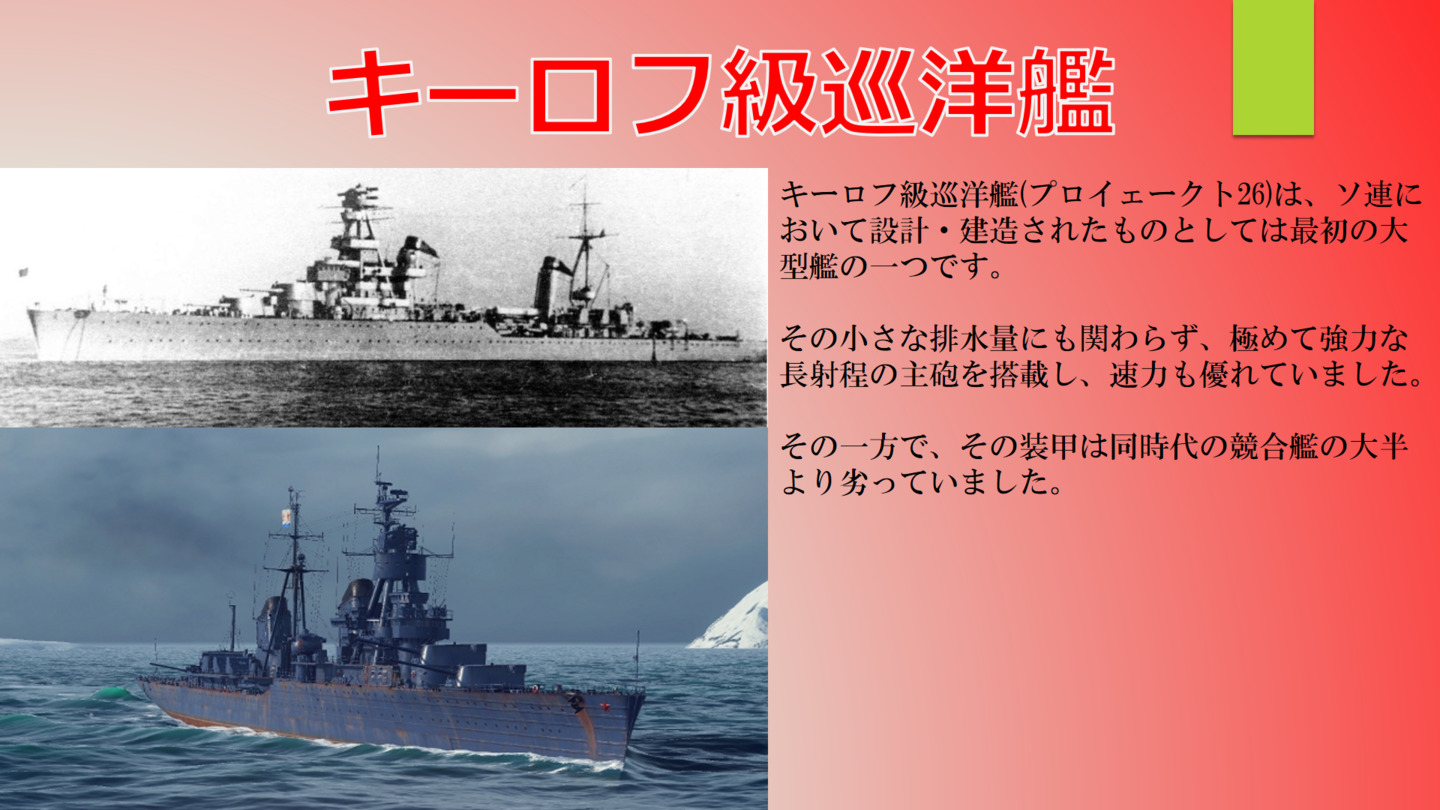 キーロフ級巡洋艦
キーロフ級巡洋艦(プロイェークト26)は、ソ連に
おいて設計・建造されたものとしては最初の大
型艦の一つです。
その小さな排水量にも関わらず、極めて強力な
長射程の主砲を搭載し、速力も優れていました。
その一方で、その装甲は同時代の競合艦の大半
より劣っていました。